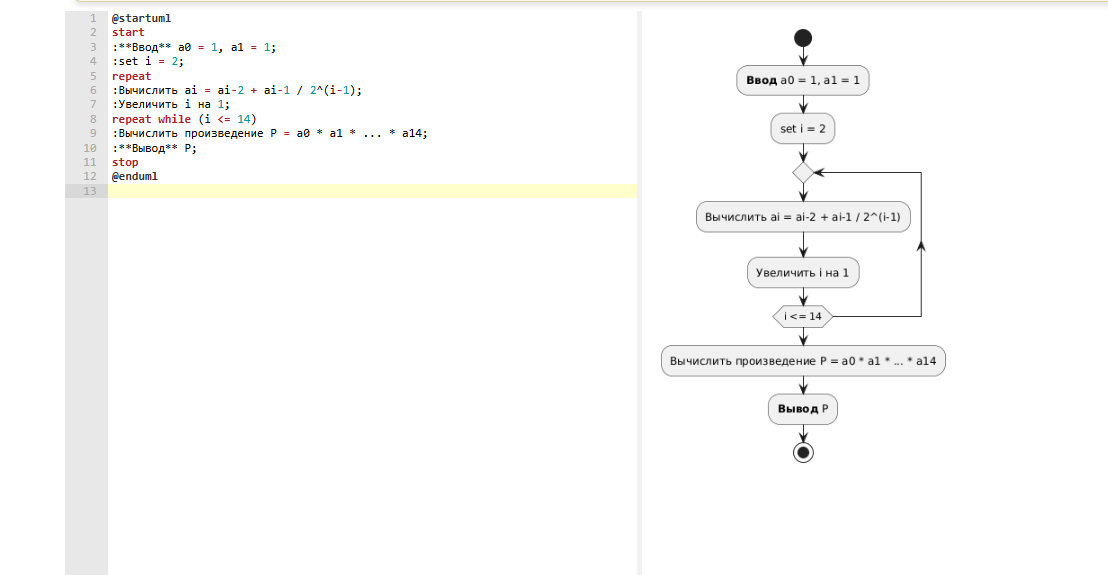 1 @startuml
2 start
3 :**Ввод** a0 = 1, a1 = 1;
4 :set i = 2;
5 repeat
6 :Вычислить ai = ai-2 + ai-1 / 2^(i-1);
7 :Увеличить i на 1;
8 repeat while (i <= 14)
9 :Вычислить произведение P = a0 * a1 * ... * a14;
10 :**Вывод** P;
11 stop
12 @enduml
13
Ввод a0 = 1, a1 = 1
set i = 2
Вычислить ai = ai-2 + ai-1 / 2^(i-1)
Увеличить i на 1
i <= 14
Вычислить произведение P = a0 * a1 * ... * a14
Вывод P